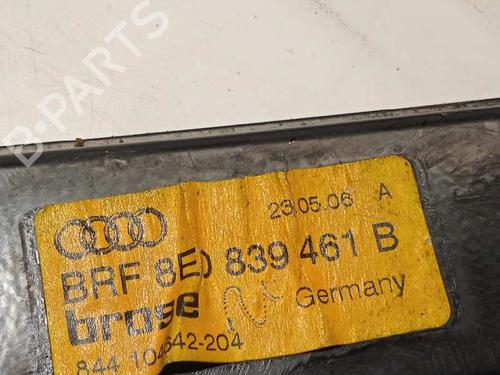 B-PARTS
23.05.06 A
BRF 8E0 839 461 B
brose Germany
844 104642-204